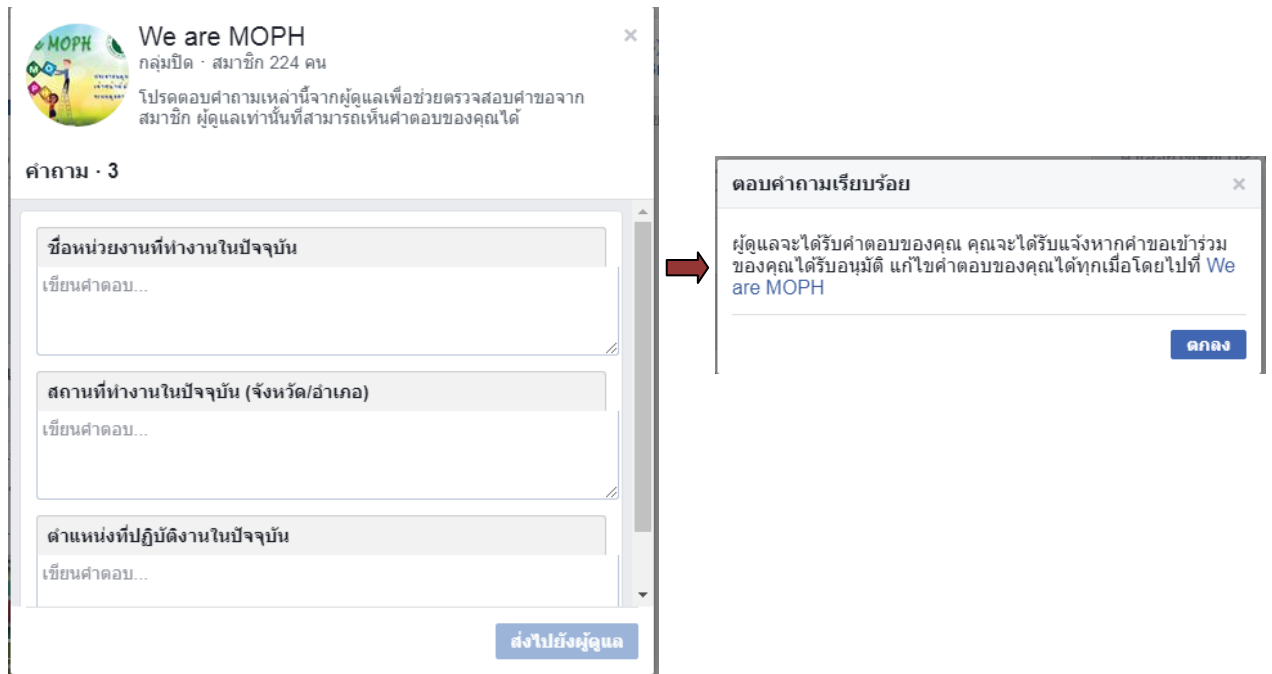 MOPH
We are MOPH
กลุ่มปิด · สมาชิก 224 คน
โปรดตอบคำถามเหล่านี้จากผู้ดูแลเพื่อช่วยตรวจสอบคำขอจาก
สมาชิก ผู้ดูแลเท่านั้นที่สามารถเห็นคำตอบของคุณได้
คำถาม · 3
ชื่อหน่วยงานที่ทำงานในปัจจุบัน
เขียนคำตอบ...
สถานที่ทำงานในปัจจุบัน (จังหวัด/อำเภอ)
เขียนคำตอบ...
ตำแหน่งที่ปฏิบัติงานในปัจจุบัน
เขียนคำตอบ...
ส่งไปยังผู้ดูแล
ตอบคำถามเรียบร้อย
ผู้ดูแลจะได้รับคำตอบของคุณ คุณจะได้รับแจ้งหากคำขอเข้าร่วม
ของคุณได้รับอนุมัติ แก้ไขคำตอบของคุณได้ทุกเมื่อโดยไปที่ We
are MOPH
ตกลง